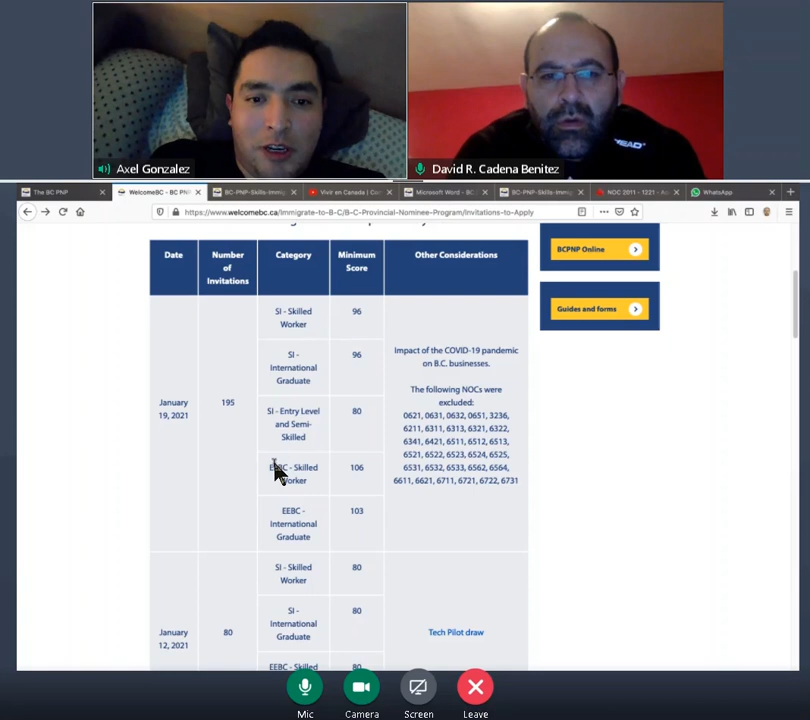 Axel Gonzalez
David R. Cadena Benitez
The BC PNP
WelcomeBC - BC PN
BC-PNP-Skills-Immig
Vivir en Canada | Co
Microsoft Word - BC
BC-PNP-Skills-Immig
NOC 2011 - 1221 - A
WhatsApp
https://www.welcomebc.ca/Immigrate-to-B-C/B-C-Provincial-Nominee-Program/Invitations-to-Apply
Date
Number
of
Invitations
Category
Minimum
Score
Other Considerations
January
19, 2021
195
SI - Skilled
Worker
96
SI -
International
Graduate
96
SI - Entry Level
and Semi-
Skilled
80
EEBC - Skilled
Worker
106
EEBC -
International
Graduate
103
Impact of the COVID-19 pandemic
on B.C. businesses.
The following NOCs were
excluded:
0621, 0631, 0632, 0651, 3236,
6211, 6311, 6313, 6321, 6322,
6341, 6421, 6511, 6512, 6513,
6521, 6522, 6523, 6524, 6525,
6531, 6532, 6533, 6562, 6564,
6611, 6621, 6711, 6721, 6722, 6731
January
12, 2021
80
SI - Skilled
Worker
80
SI -
International
Graduate
80
EEBC - Skilled
80
Tech Pilot draw
BCPNP Online
Guides and forms
Mic
Camera
Screen
Leave